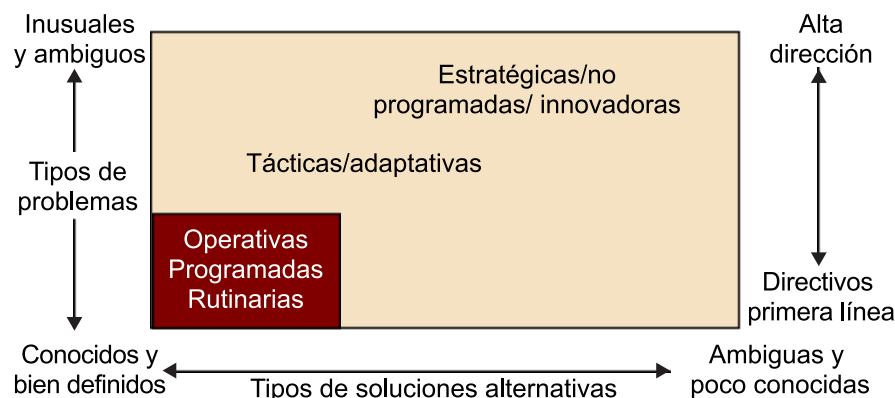 Inusuales
y ambiguos
Alta
dirección
Estratégicas/no
programadas/ innovadoras
Tácticas/adaptativas
Tipos de
problemas
Operativas
Programadas
Rutinarias
Directivos
primera línea
Conocidos y
bien definidos
Tipos de soluciones alternativas
Ambiguas y
poco conocidas